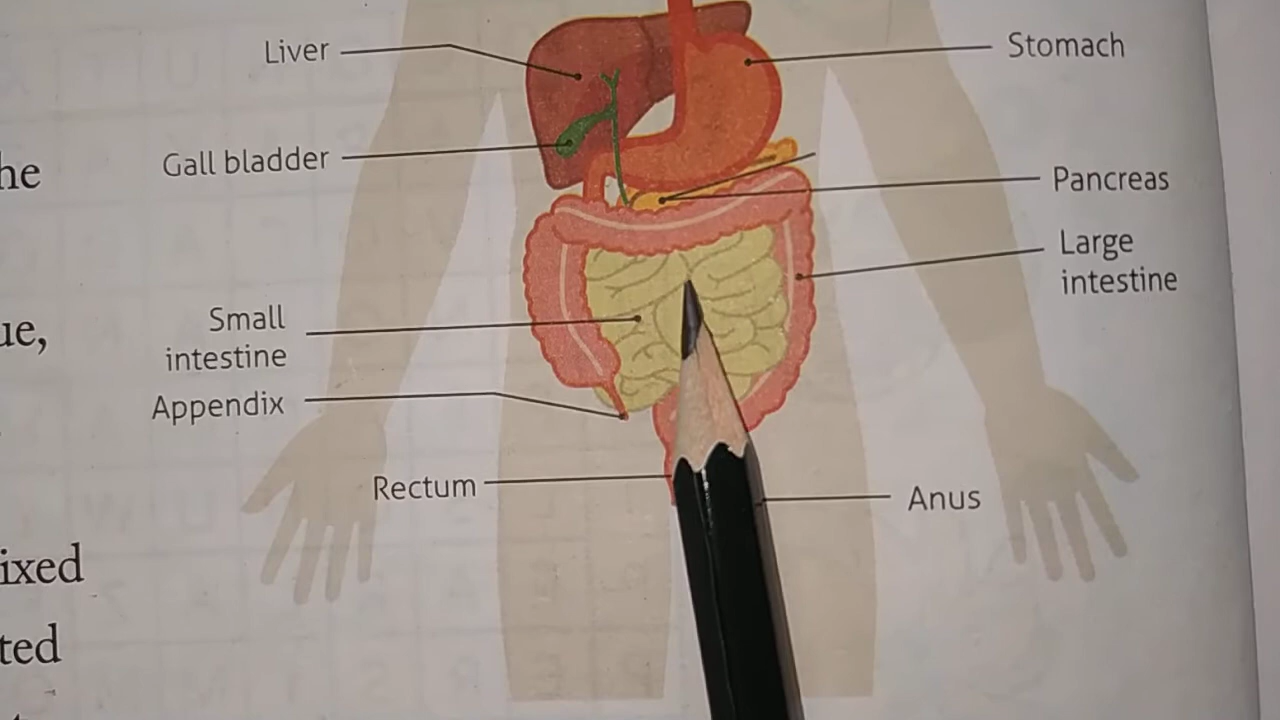 Liver
Stomach
Gall bladder
he
Pancreas
Large
intestine
Small
intestine
ue,
Appendix
Rectum
Anus
ixed
ted